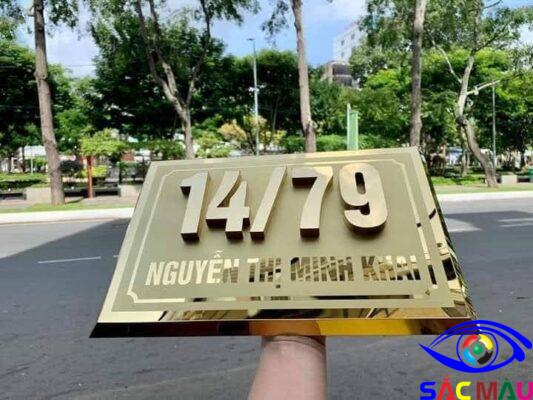 14/79
NGUYỄN THỊ MINH KHAI
SẮC MÀU